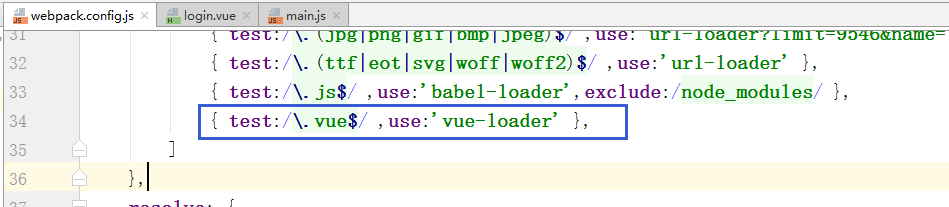 webpack.config.js × login.vue × main.js ×
31 { test:/\.(jpg|png|gif|bmp|jpeg)$/ ,use:'url-loader?limit=9546&name=
32 { test:/\.(ttf|eot|svg|woff|woff2)$/ ,use:'url-loader' },
33 { test:/\.js$/ ,use:'babel-loader',exclude:/node_modules/ },
34 { test:/\.vue$/ ,use:'vue-loader' },
35 ]
36 },
37 resolve: {